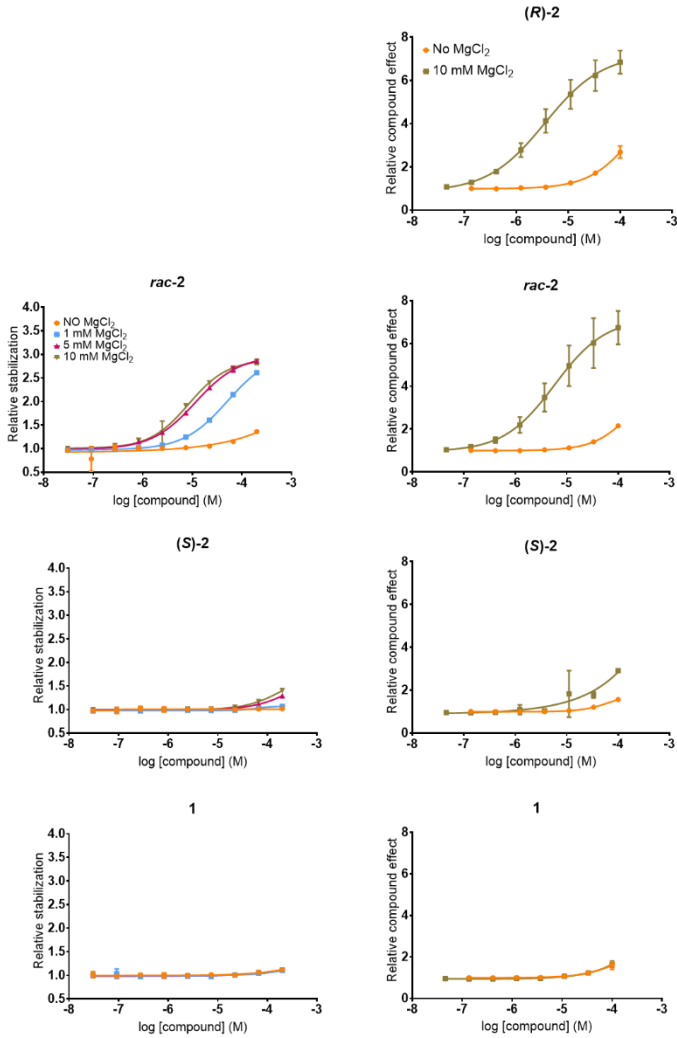 (R)-2
Relative compound effect
8
6
4
2
0
No MgCl2
10 mM MgCl2
-8 -7 -6 -5 -4 -3
log [compound] (M)
rac-2
Relative stabilization
4.0
3.5
3.0
2.5
2.0
1.5
1.0
0.5
NO MgCl2
1 mM MgCl2
5 mM MgCl2
10 mM MgCl2
-8 -7 -6 -5 -4 -3
log [compound] (M)
rac-2
Relative compound effect
8
6
4
2
0
-8 -7 -6 -5 -4 -3
log [compound] (M)
(S)-2
Relative stabilization
4.0
3.5
3.0
2.5
2.0
1.5
1.0
0.5
-8 -7 -6 -5 -4 -3
log [compound] (M)
(S)-2
Relative compound effect
8
6
4
2
0
-8 -7 -6 -5 -4 -3
log [compound] (M)
1
Relative stabilization
4.0
3.5
3.0
2.5
2.0
1.5
1.0
0.5
-8 -7 -6 -5 -4 -3
log [compound] (M)
1
Relative compound effect
8
6
4
2
0
-8 -7 -6 -5 -4 -3
log [compound] (M)